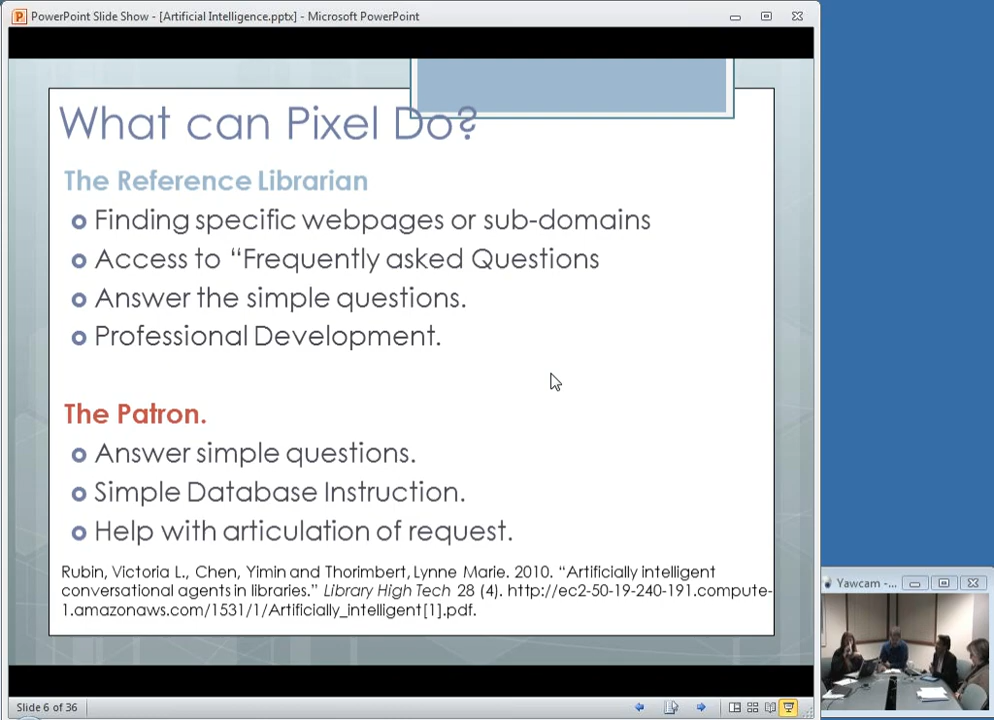 PowerPoint Slide Show - [Artificial Intelligence.pptx] - Microsoft PowerPoint
What can Pixel Do?
The Reference Librarian
Finding specific webpages or sub-domains
Access to “Frequently asked Questions
Answer the simple questions.
Professional Development.
The Patron.
Answer simple questions.
Simple Database Instruction.
Help with articulation of request.
Rubin, Victoria L., Chen, Yimin and Thorimbert, Lynne Marie. 2010. “Artificially intelligent
conversational agents in libraries.” Library High Tech 28 (4). http://ec2-50-19-240-191.compute-
1.amazonaws.com/1531/1/Artificially_intelligent[1].pdf.
Yawcam -...
Slide 6 of 36